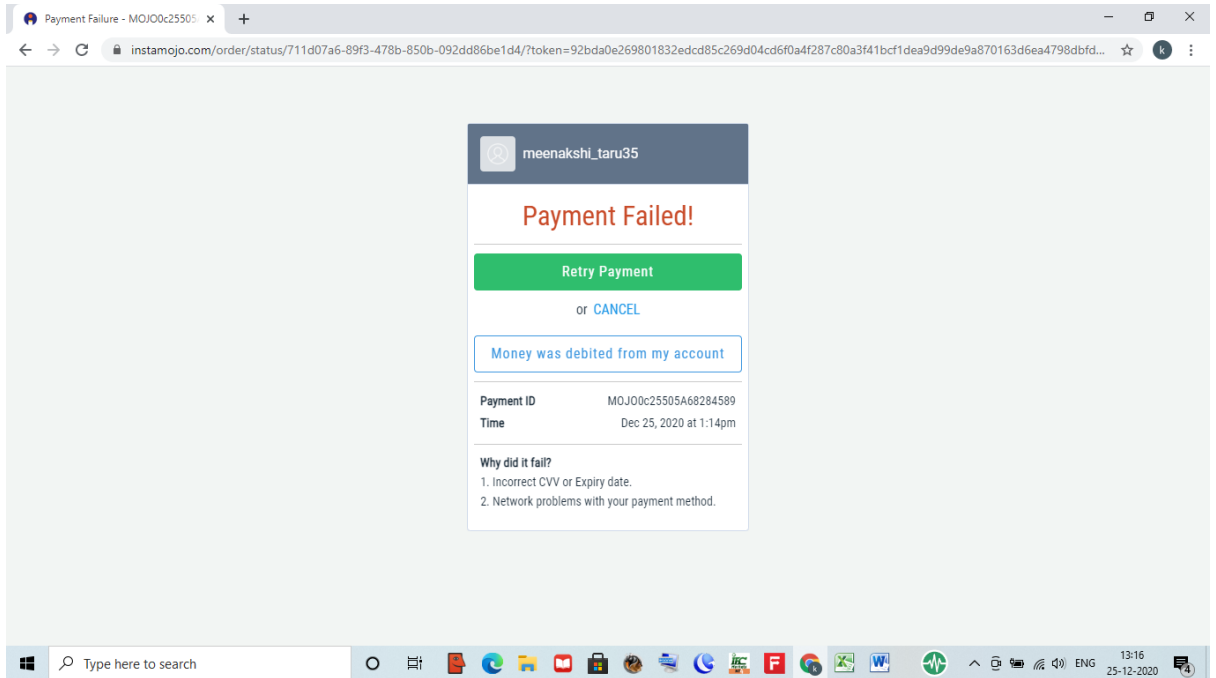 Payment Failure - MOJO0c25505
instamojo.com/order/status/711d07a6-89f3-478b-850b-092dd86be1d4/?token=92bda0e269801832edcd85c269d04cd6f0a4f287c80a3f41bcf1dea9d99de9a870163d6ea4798dbfd...
k
meenakshi_taru35
Payment Failed!
Retry Payment
or CANCEL
Money was debited from my account
Payment ID MOJO0c25505A68284589
Time Dec 25, 2020 at 1:14pm
Why did it fail?
1. Incorrect CVV or Expiry date.
2. Network problems with your payment method.
Type here to search
ENG
13:16
25-12-2020
4